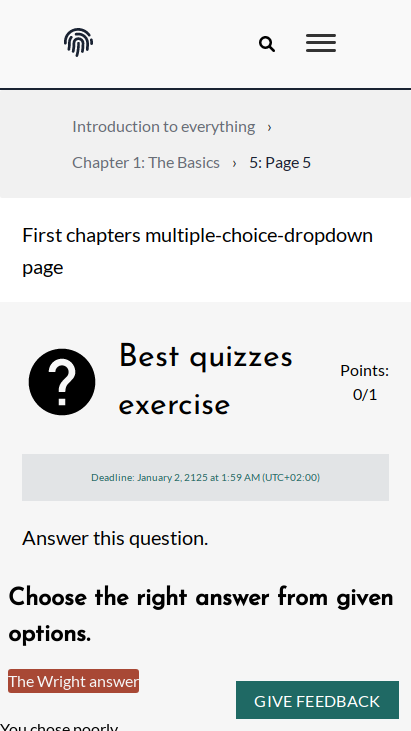 Introduction to everything ›
Chapter 1: The Basics › 5: Page 5
First chapters multiple-choice-dropdown
page
Best quizzes
exercise
Points:
0/1
Deadline: January 2, 2125 at 1:59 AM (UTC+02:00)
Answer this question.
Choose the right answer from given
options.
The Wright answer
GIVE FEEDBACK
You chose poorly